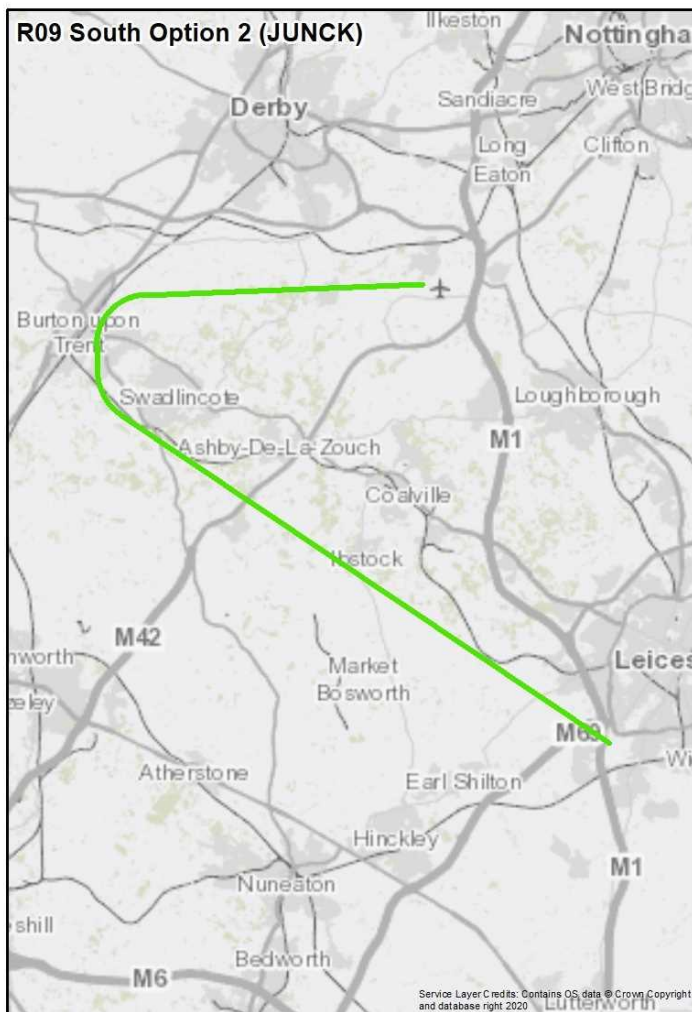 R09 South Option 2 (JUNCK)
Ilkeston
Nottingha
Derby
Sandiacre
West Bridg
Long
Eaton
Clifton
Burton upon
Trent
Swadlincote
Loughborough
Ashby-De-La-Zouch
M1
Coalville
Ibstock
M42
nworth
Leices
Market
Bosworth
zeley
M69
Wi
Atherstone
Earl Shilton
Hinckley
M1
Nuneaton
shill
Bedworth
M6
Service Layer Credits: Contains OS data © Crown Copyright
and database right 2020
Lutterworth